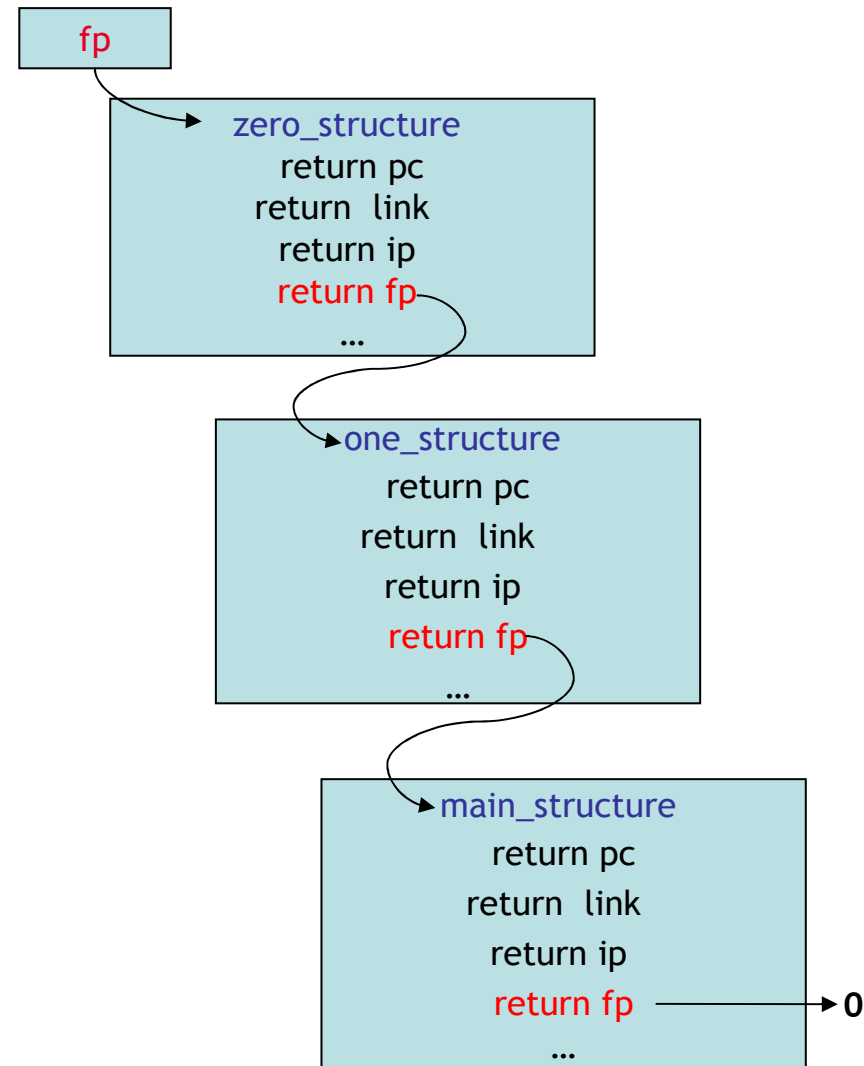 fp
zero_structure
return pc
return link
return ip
return fp
…
one_structure
return pc
return link
return ip
return fp
…
main_structure
return pc
return link
return ip
return fp
0
…